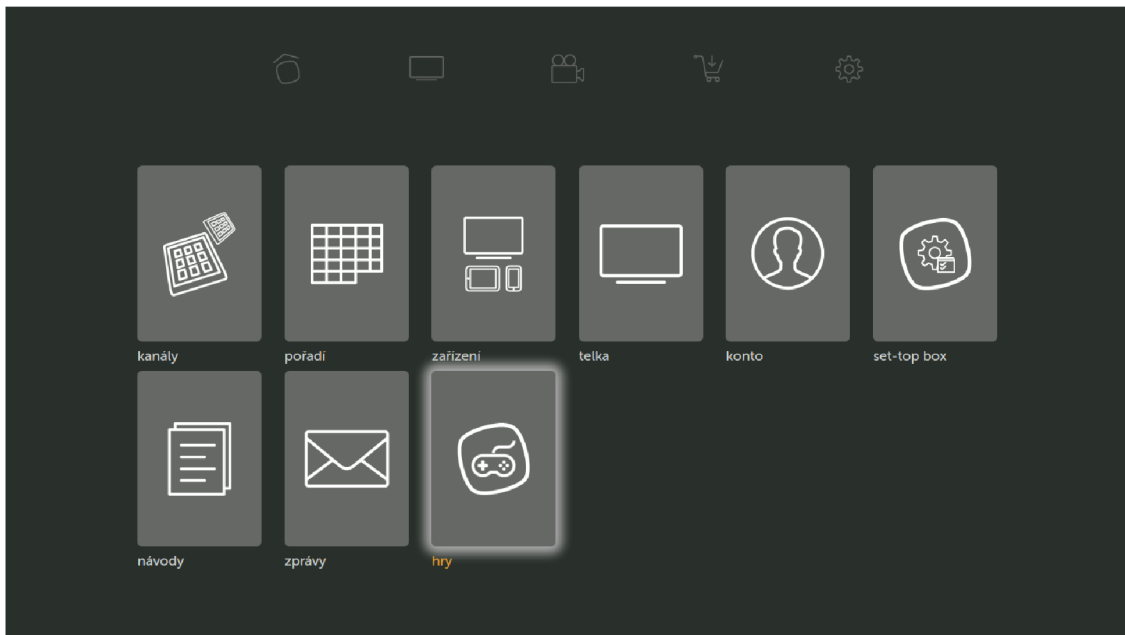 kanály
pořadí
zařízení
telka
konto
set-top box
návody
zprávy
hry